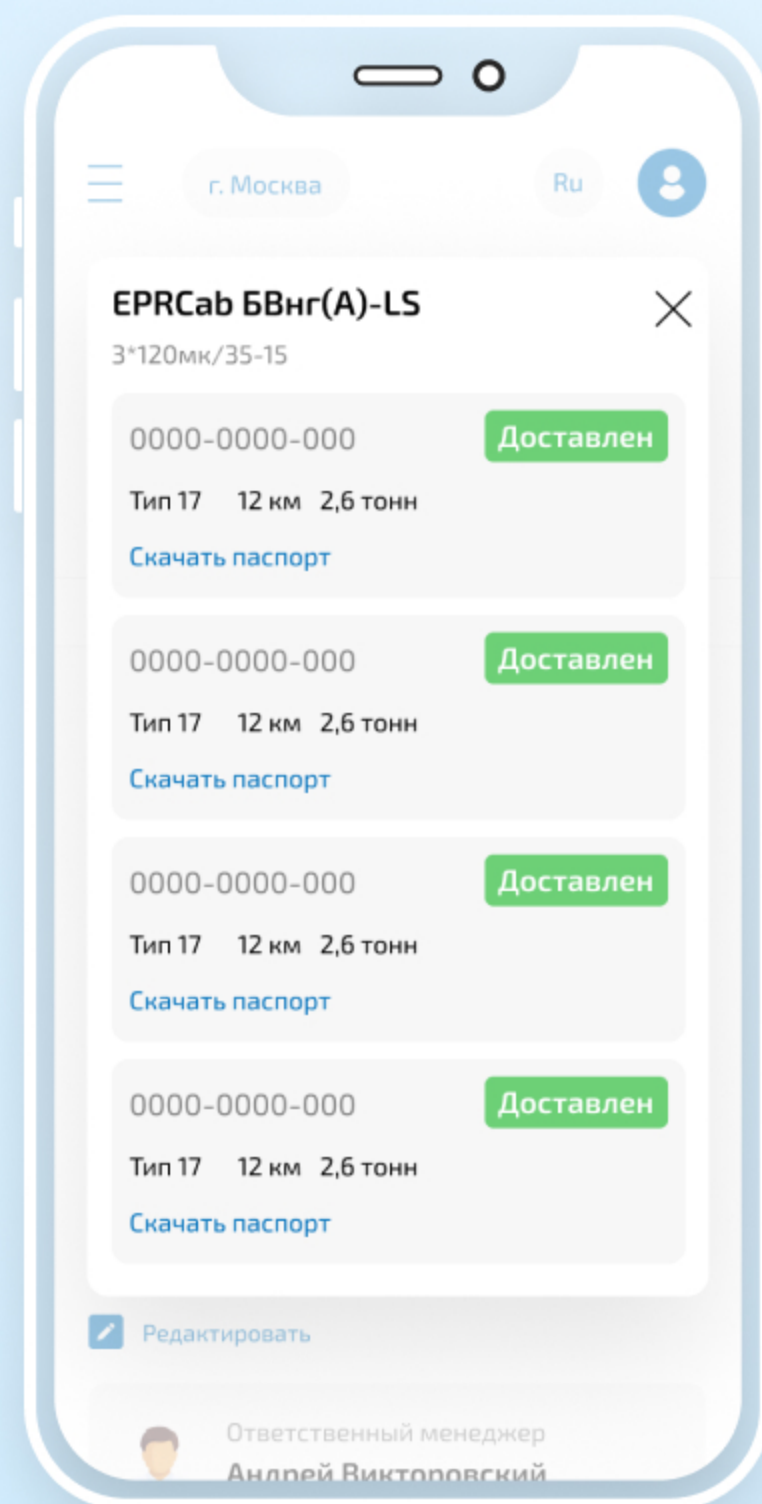 г. Москва
Ru
EPRCab БВнг(А)-LS
3*120мк/35-15
0000-0000-000
Доставлен
Тип 17 12 км 2,6 тонн
Скачать паспорт
0000-0000-000
Доставлен
Тип 17 12 км 2,6 тонн
Скачать паспорт
0000-0000-000
Доставлен
Тип 17 12 км 2,6 тонн
Скачать паспорт
0000-0000-000
Доставлен
Тип 17 12 км 2,6 тонн
Скачать паспорт
Редактировать
Ответственный менеджер
Андрей Викторовский